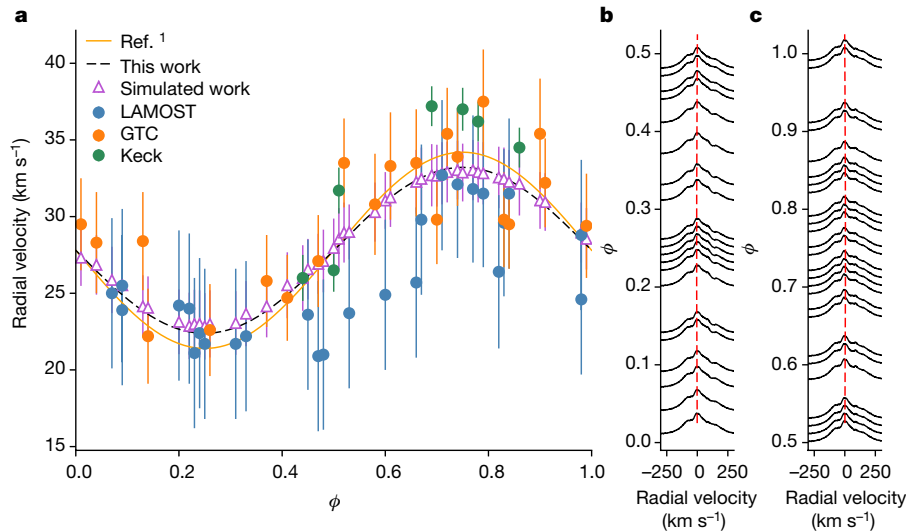 a
Ref. 1
This work
Simulated work
LAMOST
GTC
Keck
40
35
30
25
20
15
Radial velocity (km s−1)
0.0 0.2 0.4 0.6 0.8 1.0
ϕ
b
0.5
0.4
0.3
0.2
0.1
0.0
ϕ
−250 0 250
Radial velocity
(km s−1)
c
1.0
0.9
0.8
0.7
0.6
0.5
ϕ
−250 0 250
Radial velocity
(km s−1)